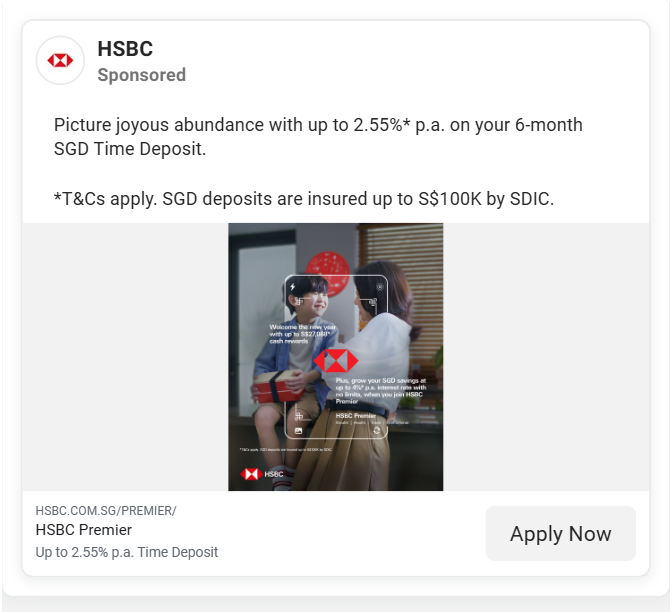 HSBC
Sponsored
Picture joyous abundance with up to 2.55%* p.a. on your 6-month
SGD Time Deposit.
*T&Cs apply. SGD deposits are insured up to S$100K by SDIC.
Welcome the new year
with up to S$27,088*
cash rewards
Plus, grow your SGD savings at
up to 4%* p.a. interest rate with
no limits, when you join HSBC
Premier
HSBC Premier
*T&Cs apply. SGD deposits are insured up to S$100K by SDIC.
HSBC
HSBC.COM.SG/PREMIER/
HSBC Premier
Up to 2.55% p.a. Time Deposit
Apply Now